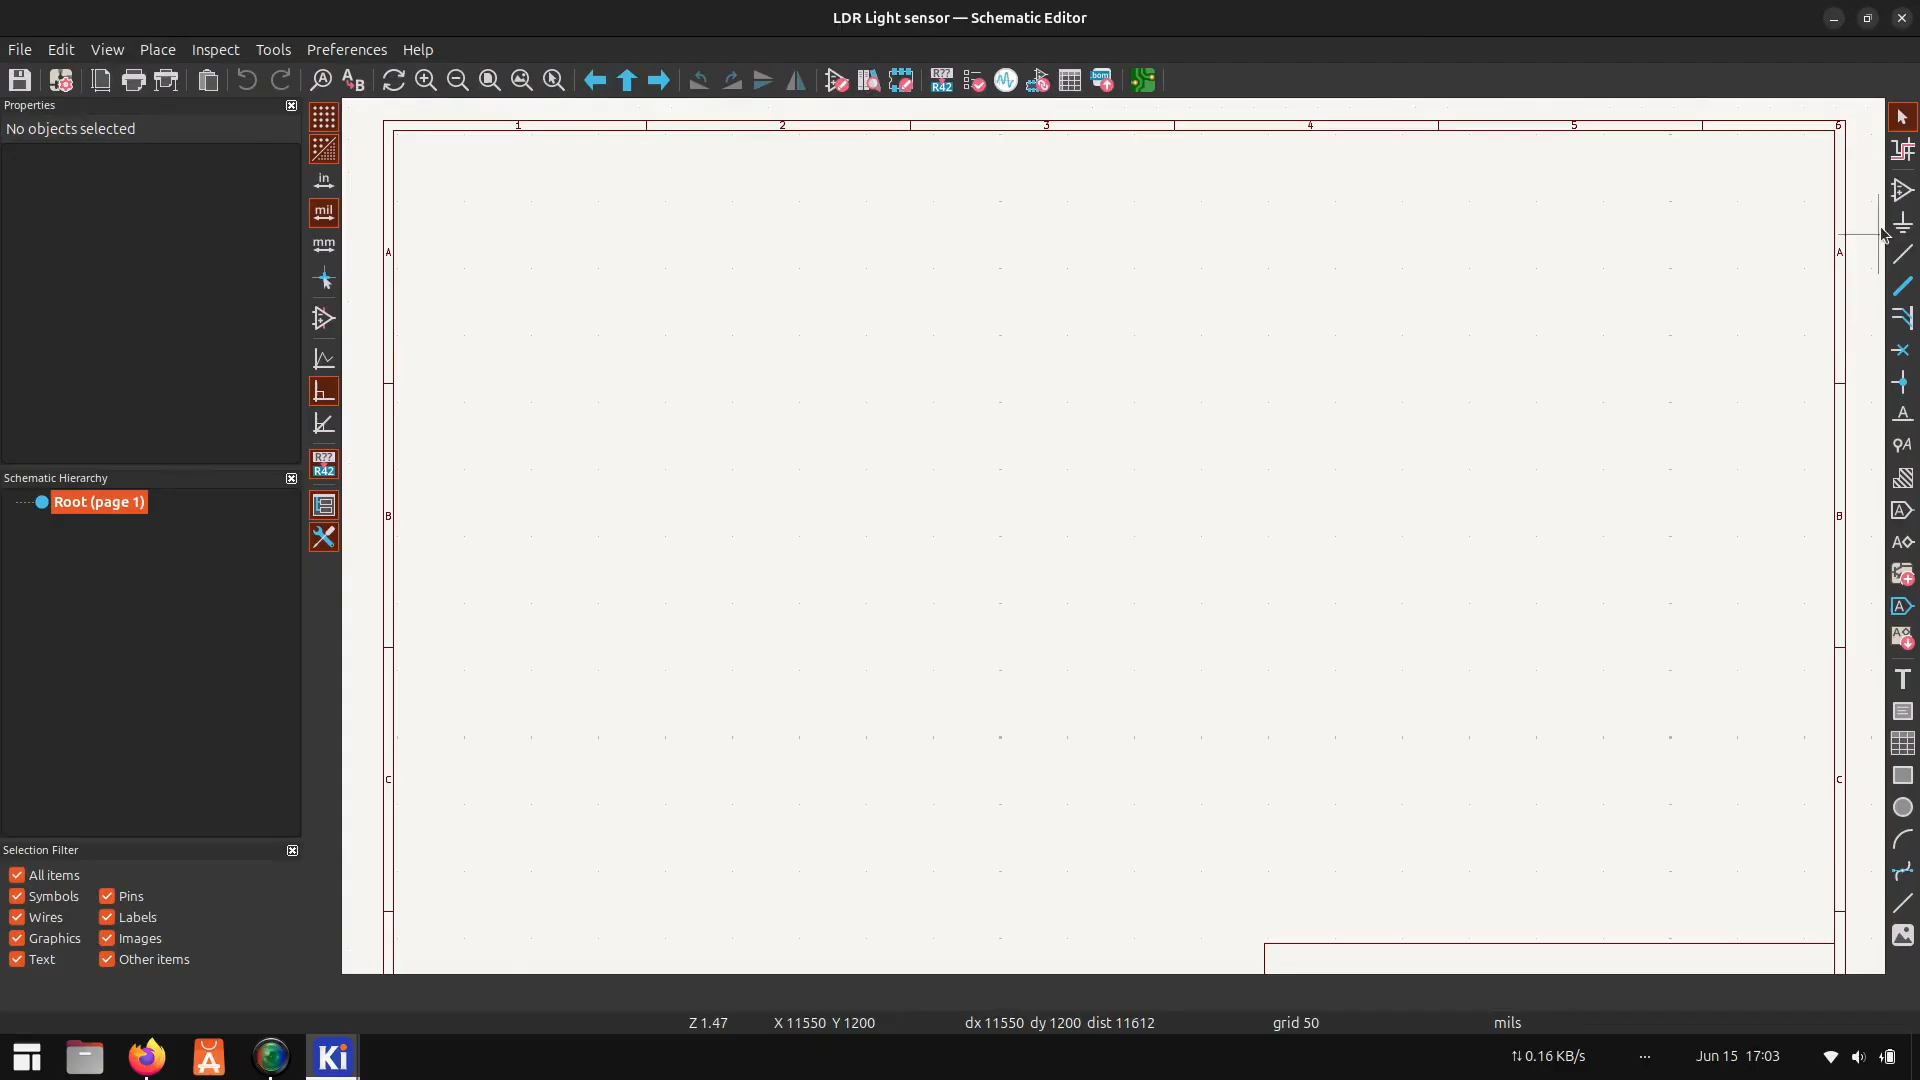 LDR Light sensor — Schematic Editor
File Edit View Place Inspect Tools Preferences Help
Properties
No objects selected
in
mil
mm
R??
R42
R??
R42
bom
1 2 3 4 5 6
A A
B B
C C
Schematic Hierarchy
Root (page 1)
Selection Filter
All items
Symbols Pins
Wires Labels
Graphics Images
Text Other items
Z 1.47 X 11550 Y 1200 dx 11550 dy 1200 dist 11612 grid 50 mils
Ki
0.16 KB/s ... Jun 15 17:03